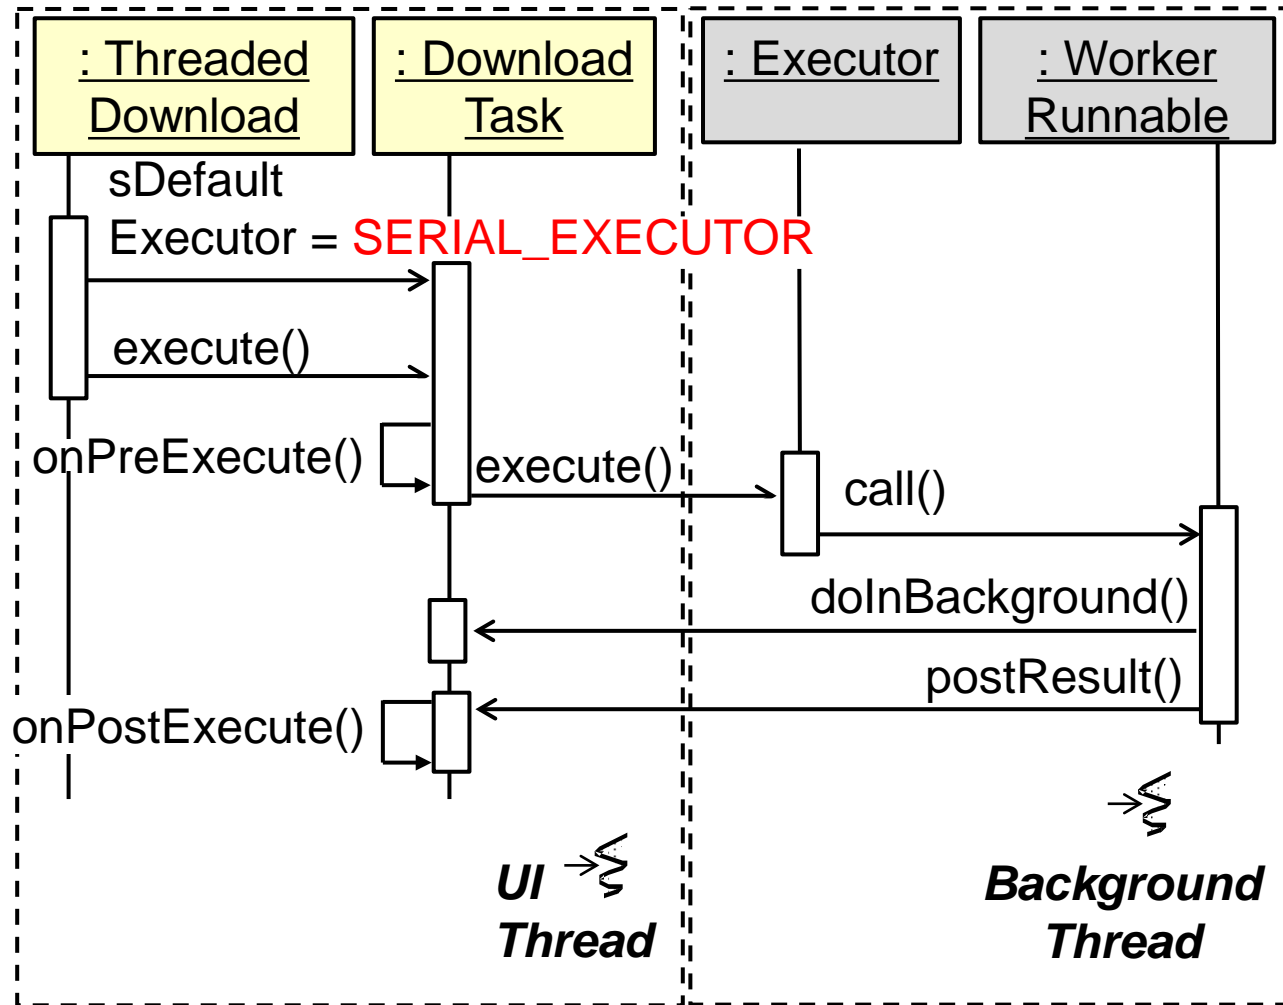 : Threaded
Download
: Download
Task
: Executor
: Worker
Runnable
sDefault
Executor = SERIAL_EXECUTOR
execute()
onPreExecute()
execute()
call()
doInBackground()
postResult()
onPostExecute()
UI
Thread
Background
Thread